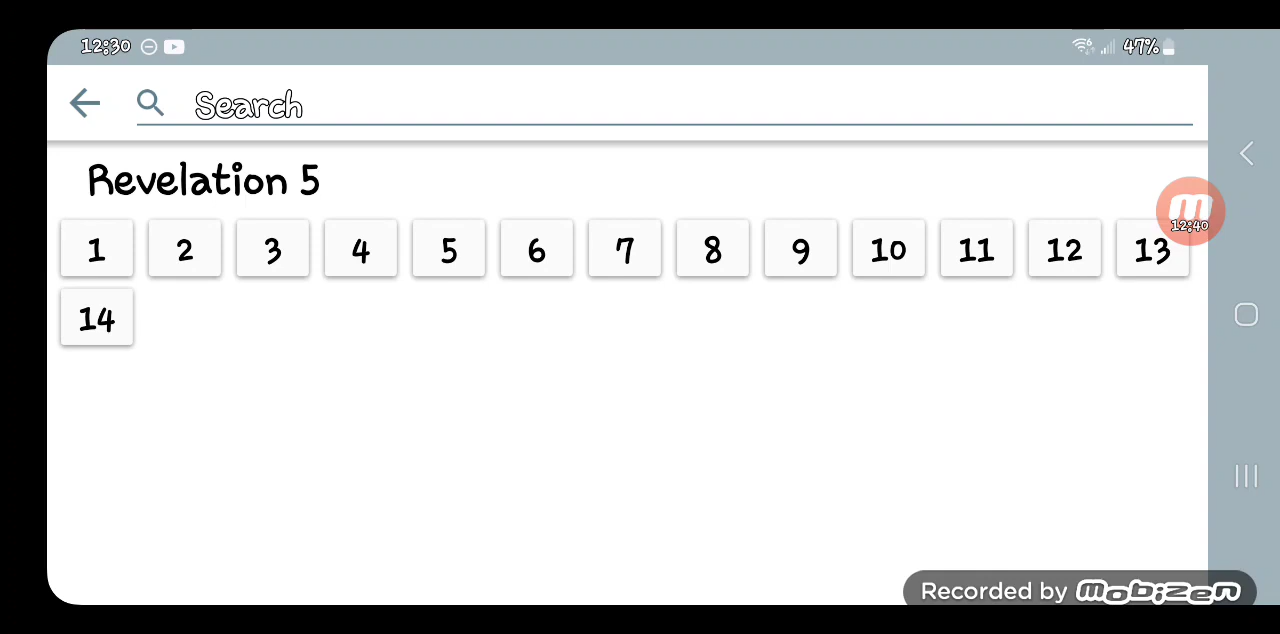 12:30 47%
Search
Revelation 5
1 2 3 4 5 6 7 8 9 10 11 12 13
12:40
14
Recorded by mobizen